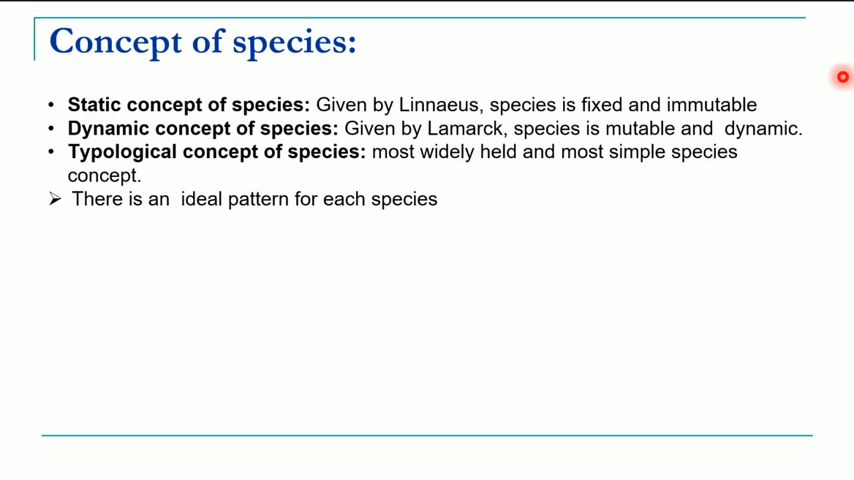 Concept of species:
• Static concept of species: Given by Linnaeus, species is fixed and immutable
• Dynamic concept of species: Given by Lamarck, species is mutable and dynamic.
• Typological concept of species: most widely held and most simple species
concept.
➢ There is an ideal pattern for each species